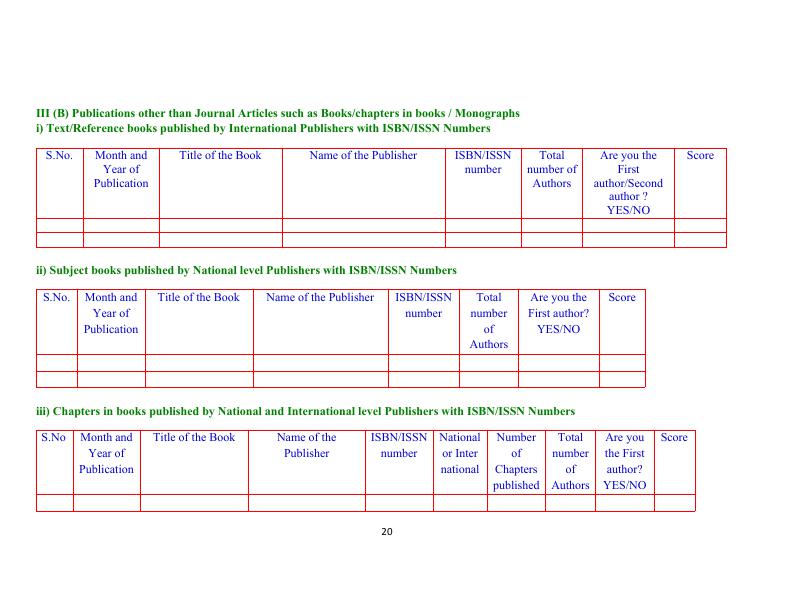 III (B) Publications other than Journal Articles such as Books/chapters in books / Monographs
i) Text/Reference books published by International Publishers with ISBN/ISSN Numbers
S.No. Month and Year of Publication Title of the Book Name of the Publisher ISBN/ISSN number Total number of Authors Are you the First author/Second author ? YES/NO Score
ii) Subject books published by National level Publishers with ISBN/ISSN Numbers
S.No. Month and Year of Publication Title of the Book Name of the Publisher ISBN/ISSN number Total number of Authors Are you the First author? YES/NO Score
iii) Chapters in books published by National and International level Publishers with ISBN/ISSN Numbers
S.No Month and Year of Publication Title of the Book Name of the Publisher ISBN/ISSN number National or Inter national Number of Chapters published Total number of Authors Are you the First author? YES/NO Score
20